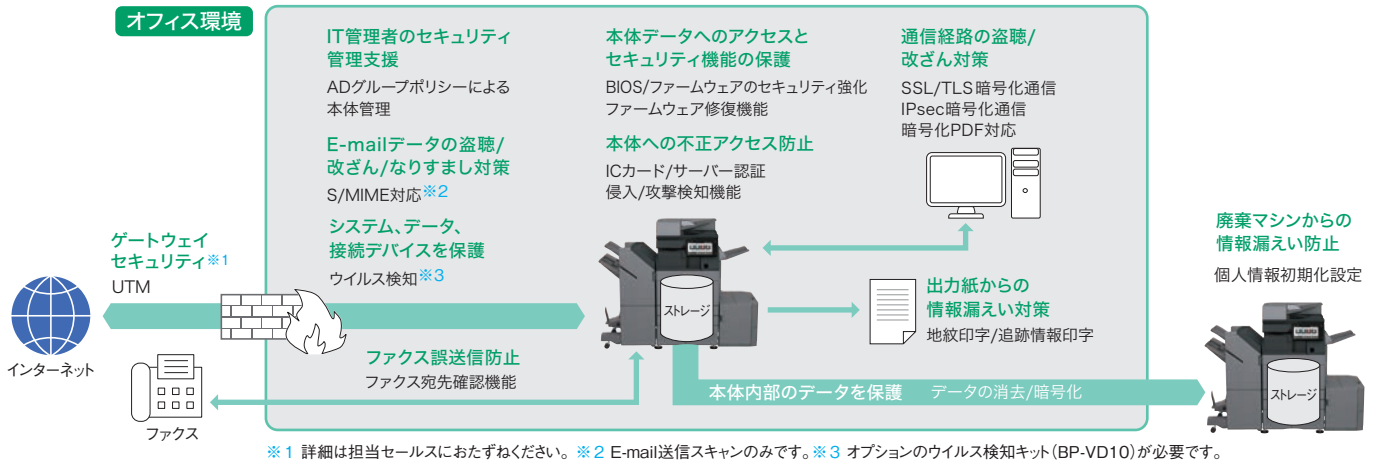 オフィス環境
IT管理者のセキュリティ
管理支援
ADグループポリシーによる
本体管理
E-mailデータの盗聴/
改ざん/なりすまし対策
S/MIME対応※2
システム、データ、
接続デバイスを保護
ウイルス検知※3
本体データへのアクセスと
セキュリティ機能の保護
BIOS/ファームウェアのセキュリティ強化
ファームウェア修復機能
本体への不正アクセス防止
ICカード/サーバー認証
侵入/攻撃検知機能
通信経路の盗聴/
改ざん対策
SSL/TLS暗号化通信
IPsec暗号化通信
暗号化PDF対応
ゲートウェイ
セキュリティ※1
UTM
インターネット
ストレージ
出力紙からの
情報漏えい対策
地紋印字/追跡情報印字
廃棄マシンからの
情報漏えい防止
個人情報初期化設定
ストレージ
ファクス誤送信防止
ファクス宛先確認機能
ファクス
本体内部のデータを保護 データの消去/暗号化
※1 詳細は担当セールスにおたずねください。※2 E-mail送信スキャンのみです。※3 オプションのウイルス検知キット(BP-VD10)が必要です。